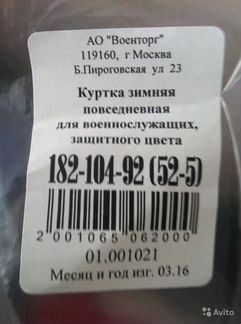 АО "Военторг"
119160, г Москва
Б.Пироговская ул 23
Куртка зимняя
повседневная
для военнослужащих,
защитного цвета
182-104-92 (52-5)
2 001065 062000
01.001021
Месяц и год изг. 03.16
Avito